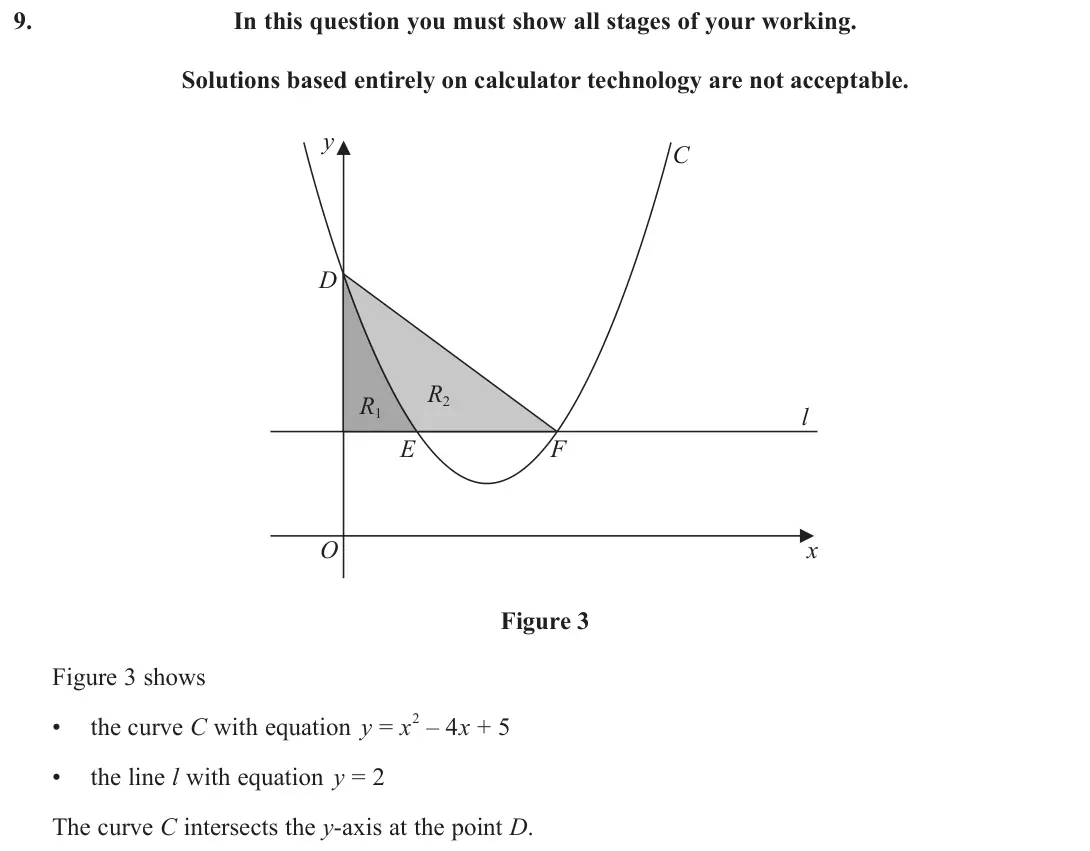 9. In this question you must show all stages of your working.
Solutions based entirely on calculator technology are not acceptable.
y
C
D
R₁
R₂
l
E
F
O
x
Figure 3
Figure 3 shows
• the curve C with equation y = x² – 4x + 5
• the line l with equation y = 2
The curve C intersects the y-axis at the point D.